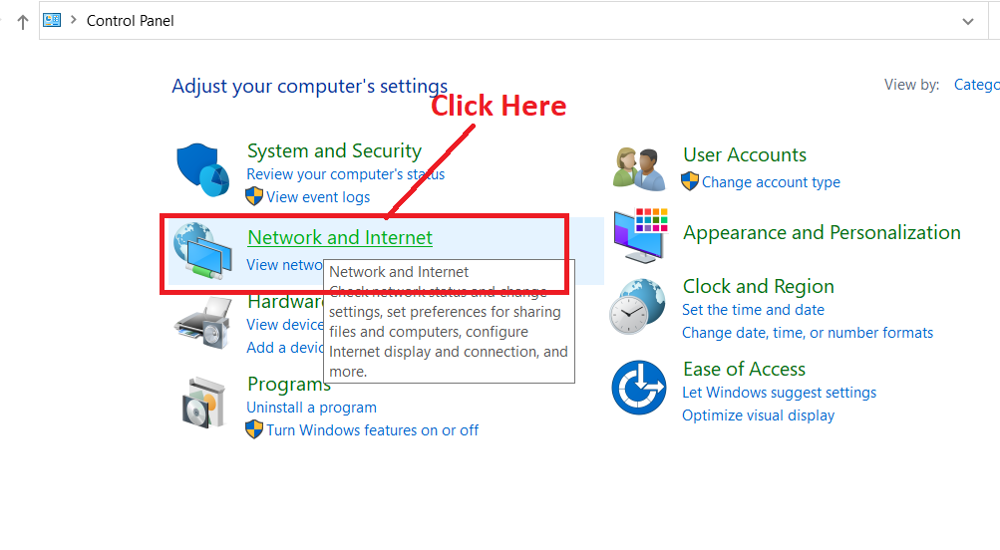 Control Panel
Adjust your computer's settings
View by:
Click Here
System and Security
Review your computer's status
View event logs
Network and Internet
View
Network and Internet
Check network status and change
settings, set preferences for sharing
files and computers, configure
Internet display and connection, and
more.
Hardware
View
Add a
Programs
Uninstall a program
Turn Windows features on or off
User Accounts
Change account type
Appearance and Personalization
Clock and Region
Set the time and date
Change date, time, or number formats
Ease of Access
Let Windows suggest settings
Optimize visual display